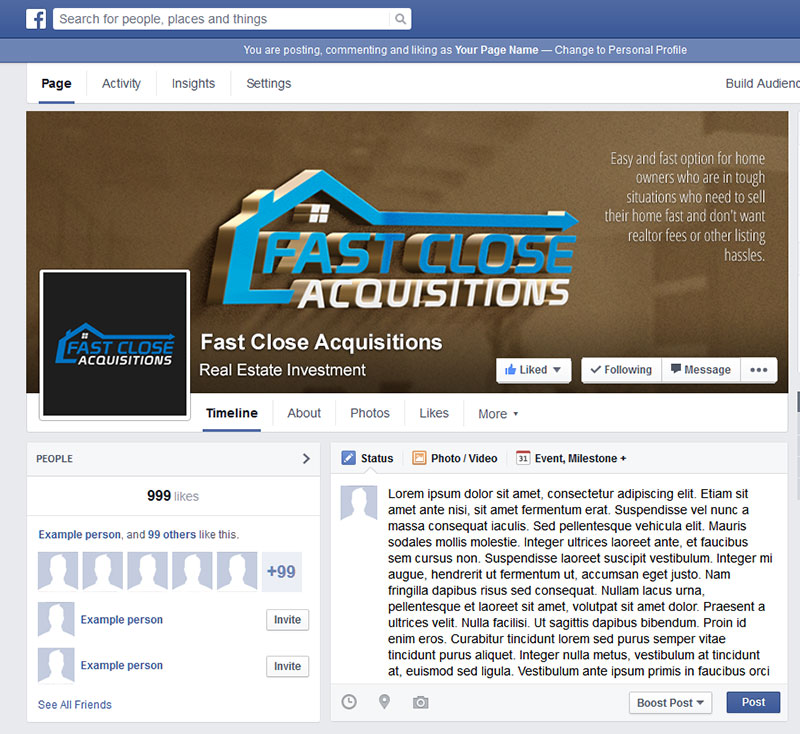 Search for people, places and things
You are posting, commenting and liking as Your Page Name — Change to Personal Profile
Page Activity Insights Settings Build Audienc
Easy and fast option for home
owners who are in tough
situations who need to sell
their home fast and don't want
realtor fees or other listing
hassles.
FAST CLOSE
ACQUISITIONS
FAST CLOSE
ACQUISITIONS
Fast Close Acquisitions
Real Estate Investment
Liked Following Message
Timeline About Photos Likes More
PEOPLE
999 likes
Example person, and 99 others like this.
+99
Example person Invite
Example person Invite
See All Friends
Status Photo / Video 31 Event, Milestone +
Lorem ipsum dolor sit amet, consectetur adipiscing elit. Etiam sit
amet ante nisi, sit amet fermentum erat. Suspendisse vel nunc a
massa consequat iaculis. Sed pellentesque vehicula elit. Mauris
sodales mollis molestie. Integer ultrices laoreet ante, et faucibus
sem cursus non. Suspendisse laoreet suscipit vestibulum. Integer mi
augue, hendrerit ut fermentum ut, accumsan eget justo. Nam
fringilla dapibus risus sed consequat. Nullam lacus urna,
pellentesque et laoreet sit amet, volutpat sit amet dolor. Praesent a
ultrices velit. Nulla facilisi. Ut sagittis dapibus bibendum. Proin id
enim eros. Curabitur tincidunt lorem sed purus semper vitae
tincidunt purus aliquet. Integer nulla metus, vestibulum at tincidunt
at, euismod sed ligula. Vestibulum ante ipsum primis in faucibus orci
Boost Post Post